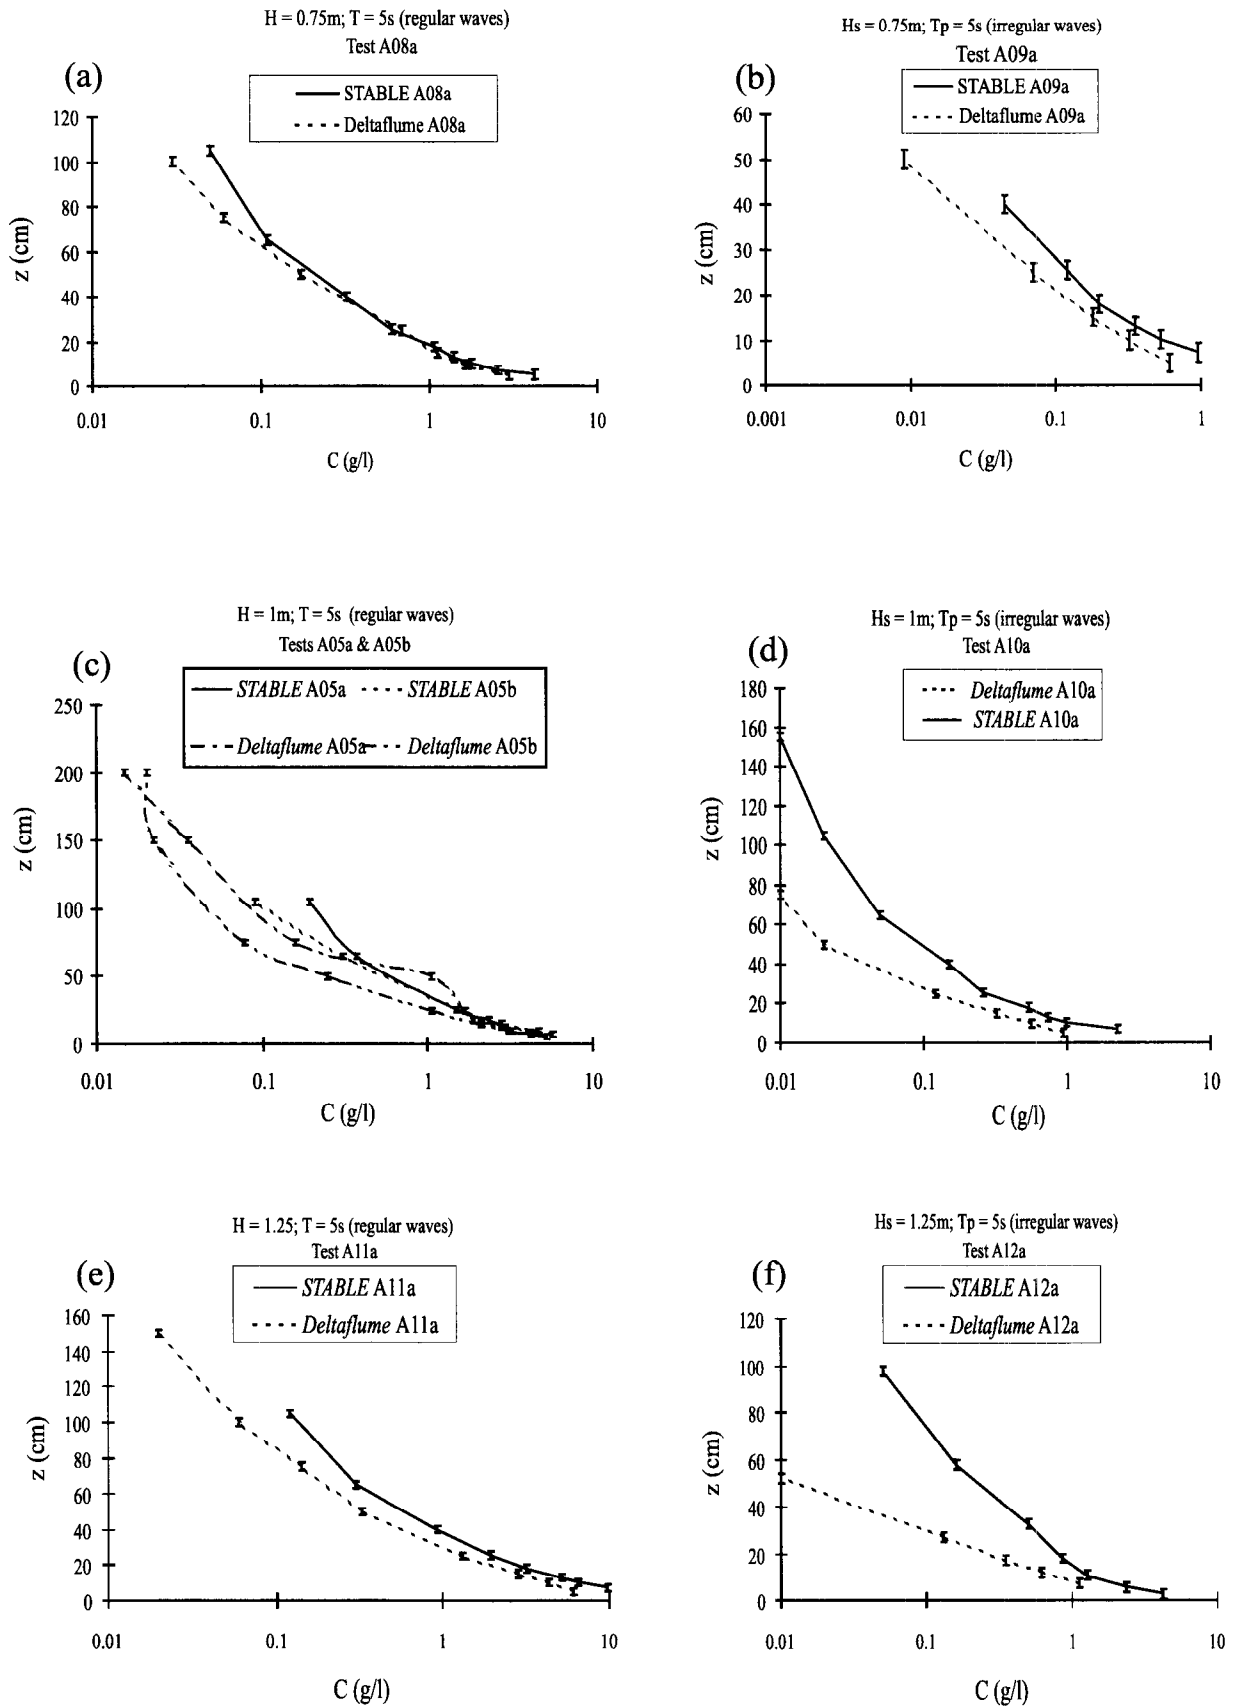 H = 0.75m; T = 5s (regular waves)
Test A08a
(a)
STABLE A08a
Deltaflume A08a
120
100
80
60
40
20
0
z (cm)
0.01
0.1
1
10
C (g/l)
Hs = 0.75m; Tp = 5s (irregular waves)
Test A09a
(b)
STABLE A09a
Deltaflume A09a
60
50
40
30
20
10
0
z (cm)
0.001
0.01
0.1
1
C (g/l)
H = 1m; T = 5s (regular waves)
Tests A05a & A05b
(c)
STABLE A05a
STABLE A05b
Deltaflume A05a
Deltaflume A05b
250
200
150
100
50
0
z (cm)
0.01
0.1
1
10
C (g/l)
Hs = 1m; Tp = 5s (irregular waves)
Test A10a
(d)
Deltaflume A10a
STABLE A10a
180
160
140
120
100
80
60
40
20
0
z (cm)
0.01
0.1
1
10
C (g/l)
H = 1.25; T = 5s (regular waves)
Test A11a
(e)
STABLE A11a
Deltaflume A11a
160
140
120
100
80
60
40
20
0
z (cm)
0.01
0.1
1
10
C (g/l)
Hs = 1.25m; Tp = 5s (irregular waves)
Test A12a
(f)
STABLE A12a
Deltaflume A12a
120
100
80
60
40
20
0
z (cm)
0.01
0.1
1
10
C (g/l)